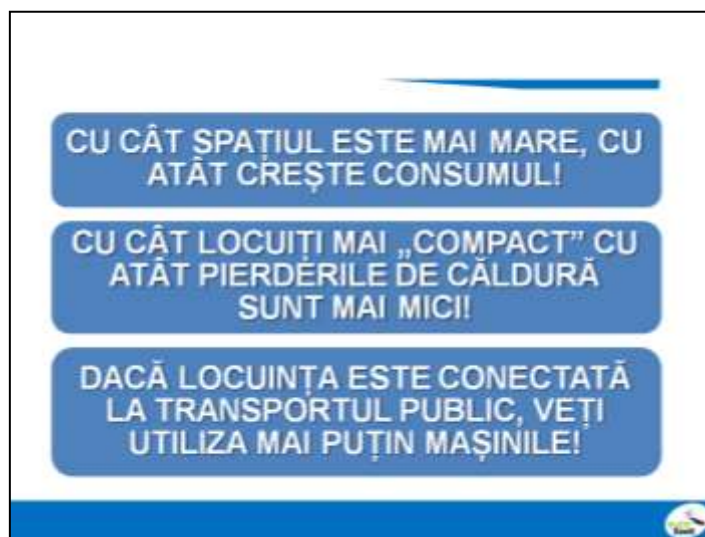 CU CÂT SPAȚIUL ESTE MAI MARE, CU
ATÂT CREȘTE CONSUMUL!
CU CÂT LOCUIȚI MAI „COMPACT” CU
ATÂT PIERDERILE DE CĂLDURĂ
SUNT MAI MICI!
DACĂ LOCUINȚA ESTE CONECTATĂ
LA TRANSPORTUL PUBLIC, VEȚI
UTILIZA MAI PUȚIN MAȘINILE!